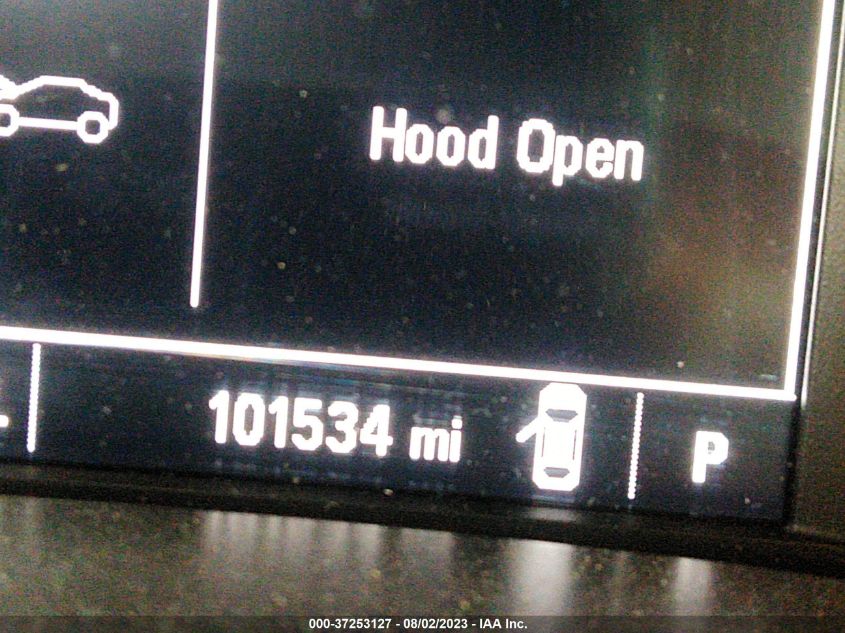 Hood Open
101534 mi
P
000-37253127 - 08/02/2023 - IAA Inc.